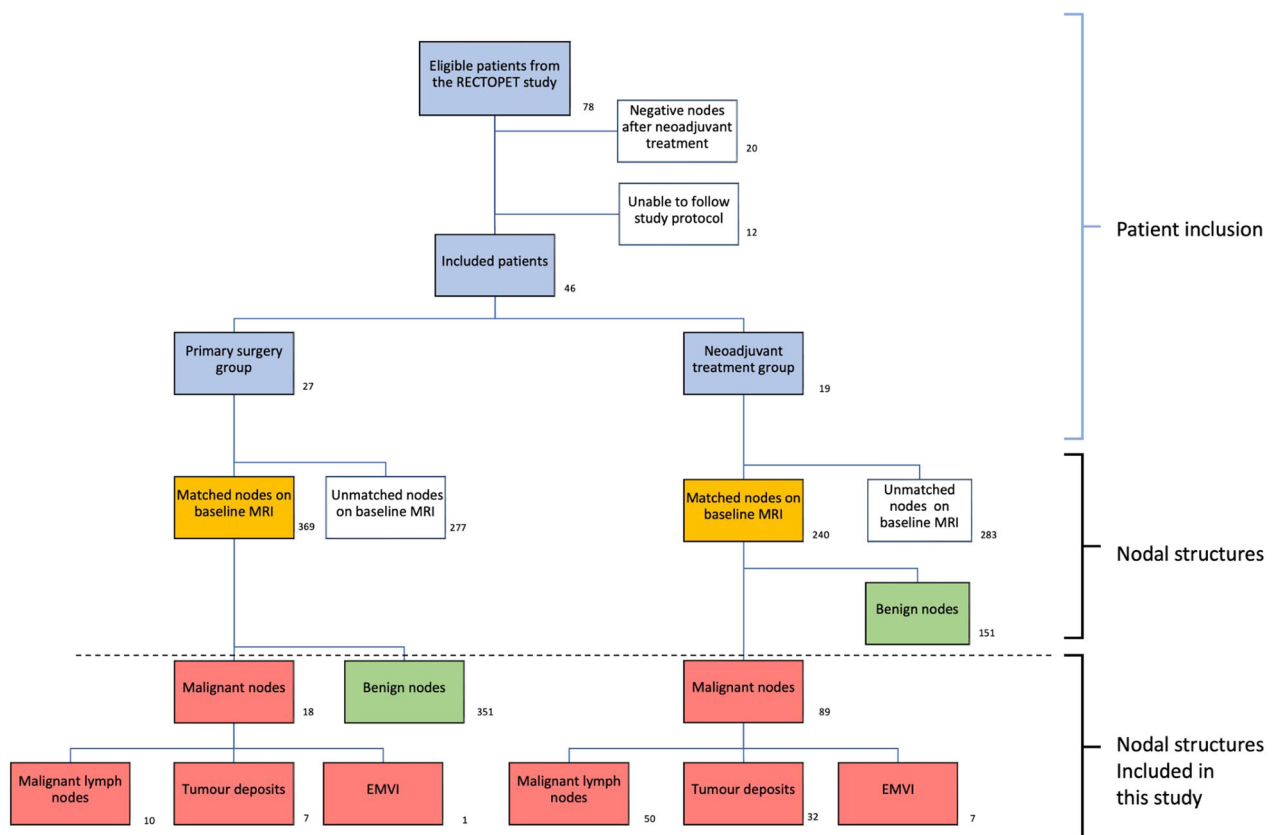 Eligible patients from
the RECTOPET study
78
Negative nodes
after neoadjuvant
treatment
20
Unable to follow
study protocol
12
Included patients
46
Patient inclusion
Primary surgery
group
27
Neoadjuvant
treatment group
19
Matched nodes on
baseline MRI
369
Unmatched nodes
on baseline MRI
277
Matched nodes on
baseline MRI
240
Unmatched
nodes on
baseline MRI
283
Nodal structures
Benign nodes
151
Malignant nodes
18
Benign nodes
351
Malignant nodes
89
Malignant lymph
nodes
10
Tumour deposits
7
EMVI
1
Malignant lymph
nodes
50
Tumour deposits
32
EMVI
7
Nodal structures
Included in
this study